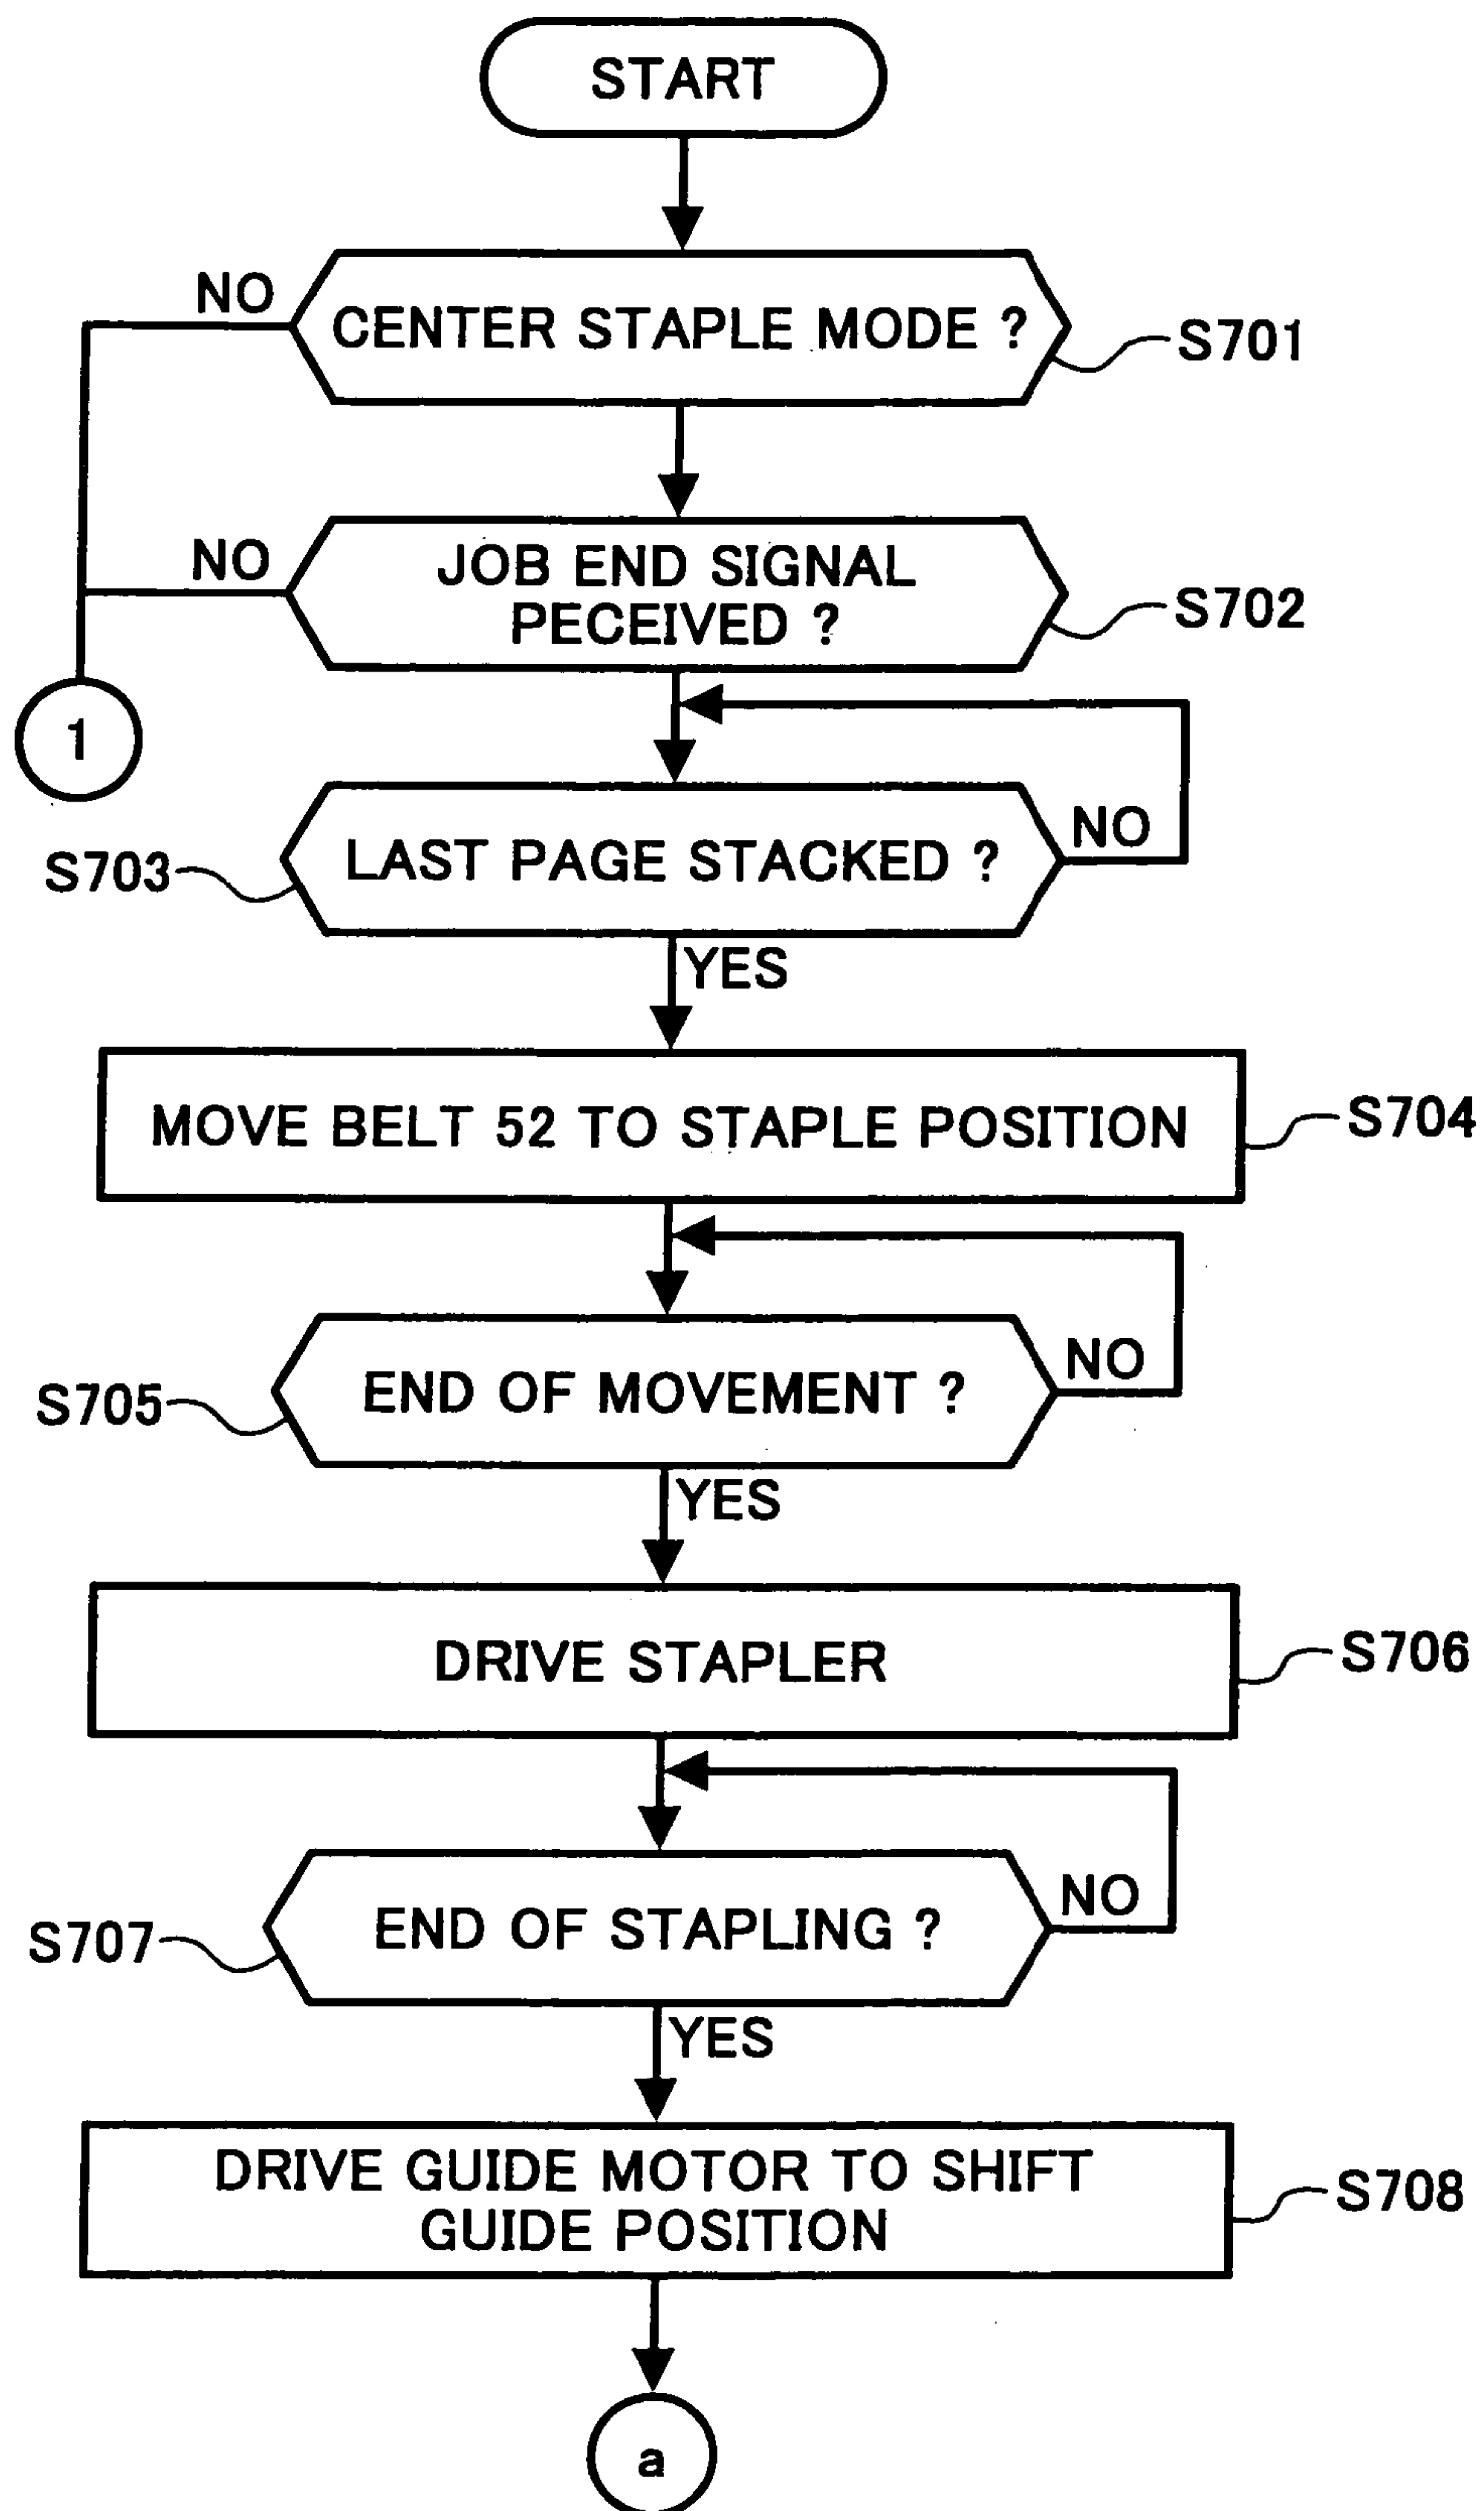 START
NO
CENTER STAPLE MODE ?
S701
NO
JOB END SIGNAL
PECEIVED ?
S702
1
NO
S703
LAST PAGE STACKED ?
YES
MOVE BELT 52 TO STAPLE POSITION
S704
NO
S705
END OF MOVEMENT ?
YES
DRIVE STAPLER
S706
NO
S707
END OF STAPLING ?
YES
DRIVE GUIDE MOTOR TO SHIFT
GUIDE POSITION
S708
a